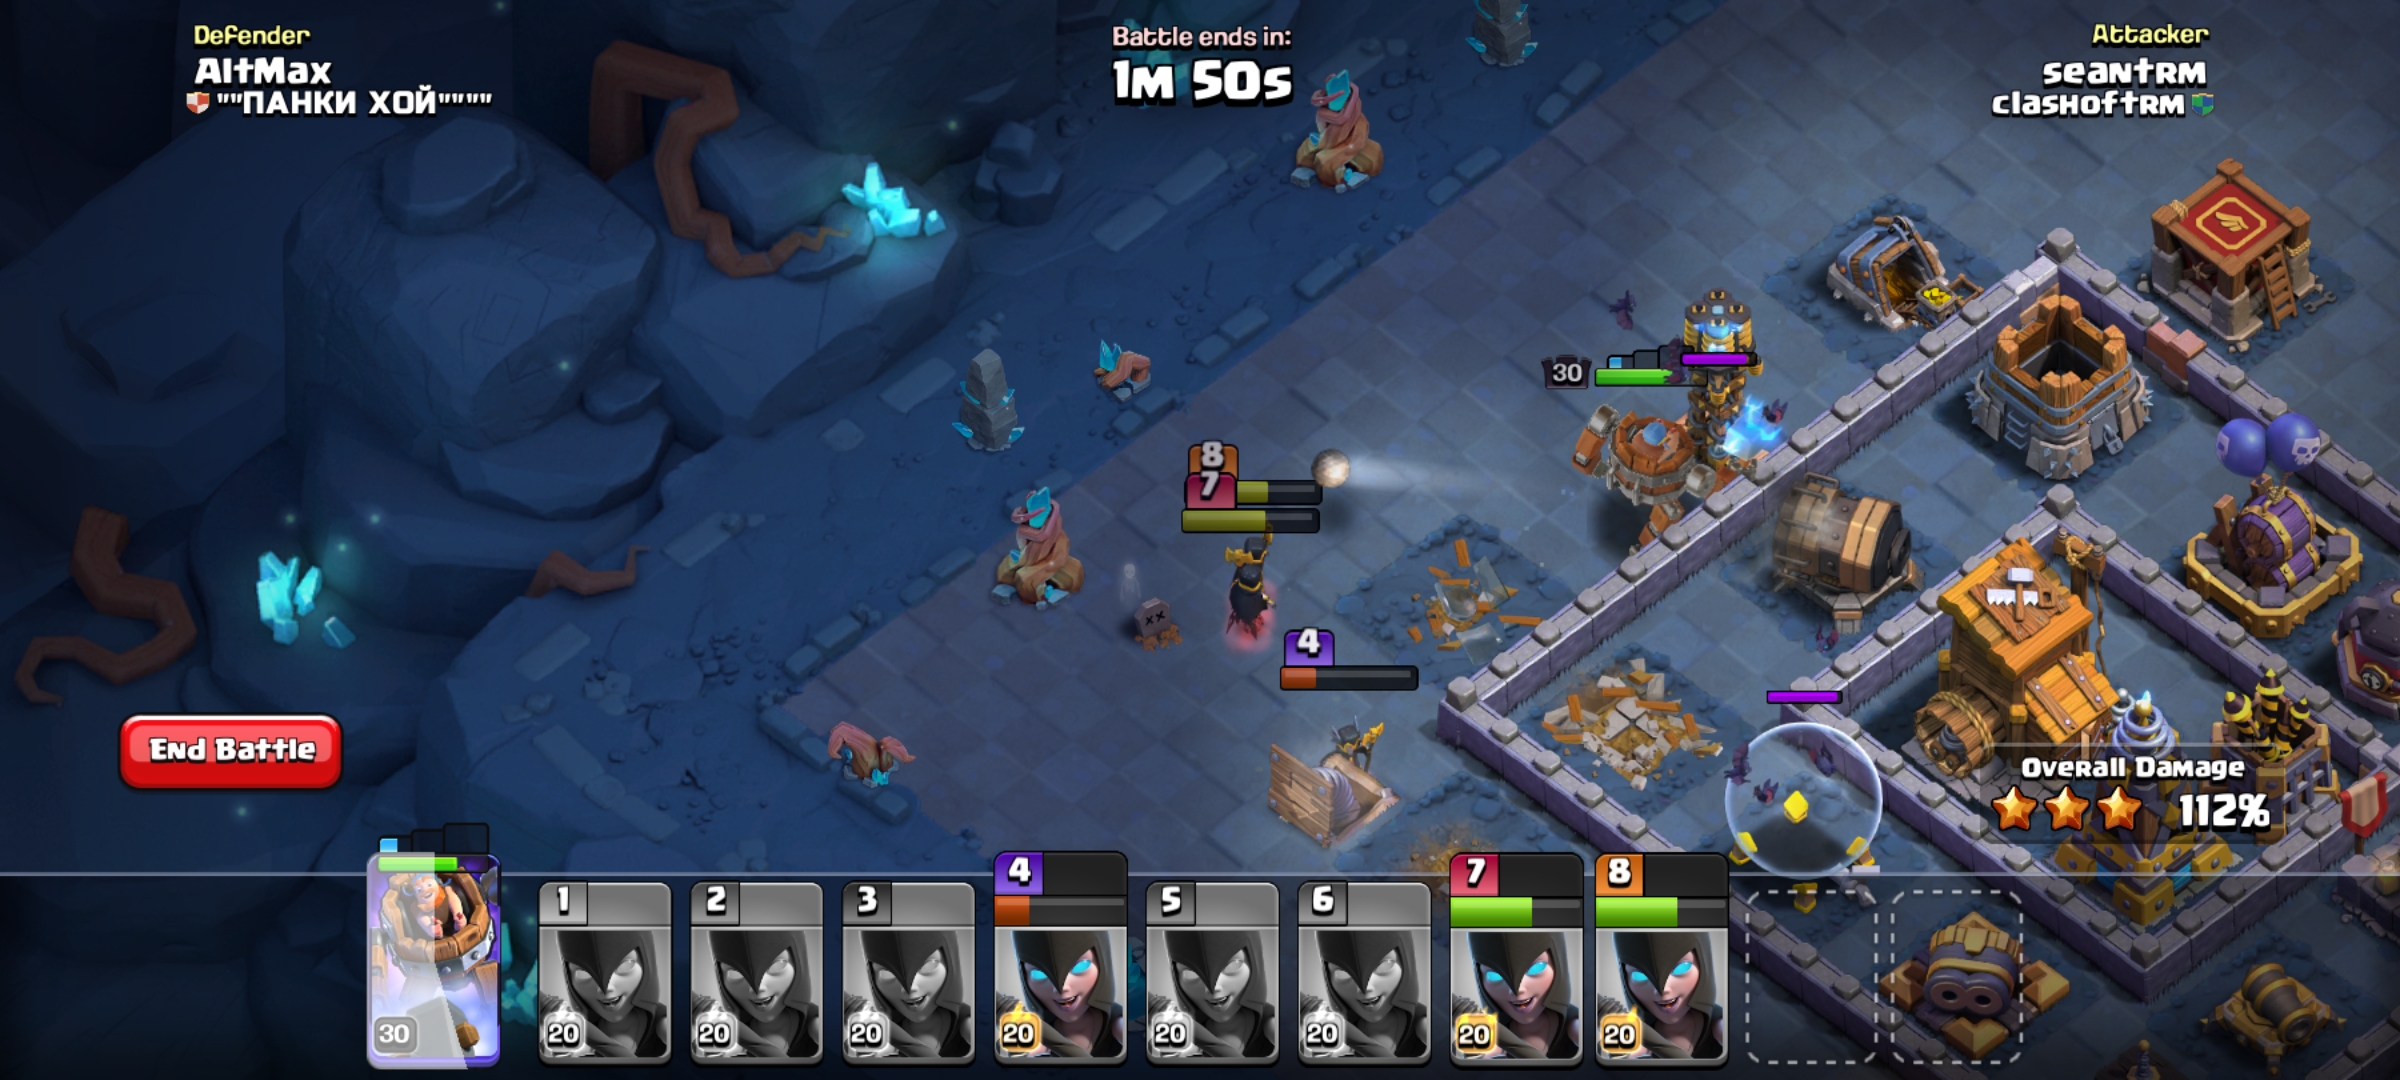 Defender
AltMax
""ПАНКИ ХОЙ""""
Battle ends in:
1M 50s
Attacker
seantrm
clashoftrm
30
8
7
4
End Battle
Overall Damage
112%
30
1
20
2
20
3
20
4
20
5
20
6
20
7
20
8
20